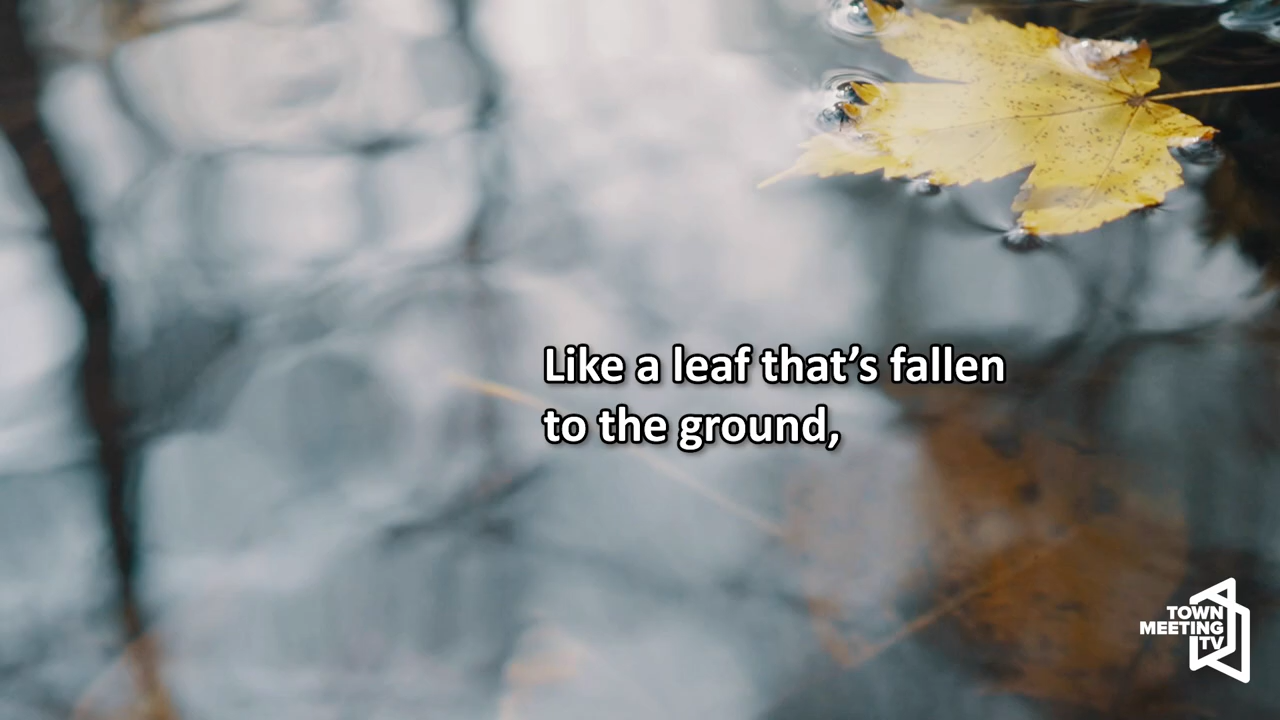 Like a leaf that’s fallen
to the ground,
TOWN
MEETING
TV